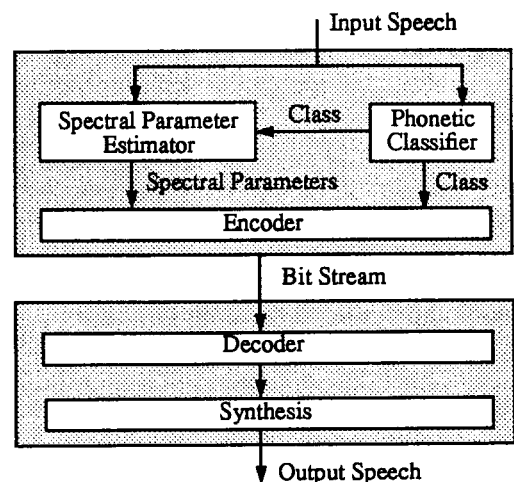 Input Speech
Spectral Parameter
Estimator
Class
Phonetic
Classifier
Spectral Parameters
Class
Encoder
Bit Stream
Decoder
Synthesis
Output Speech